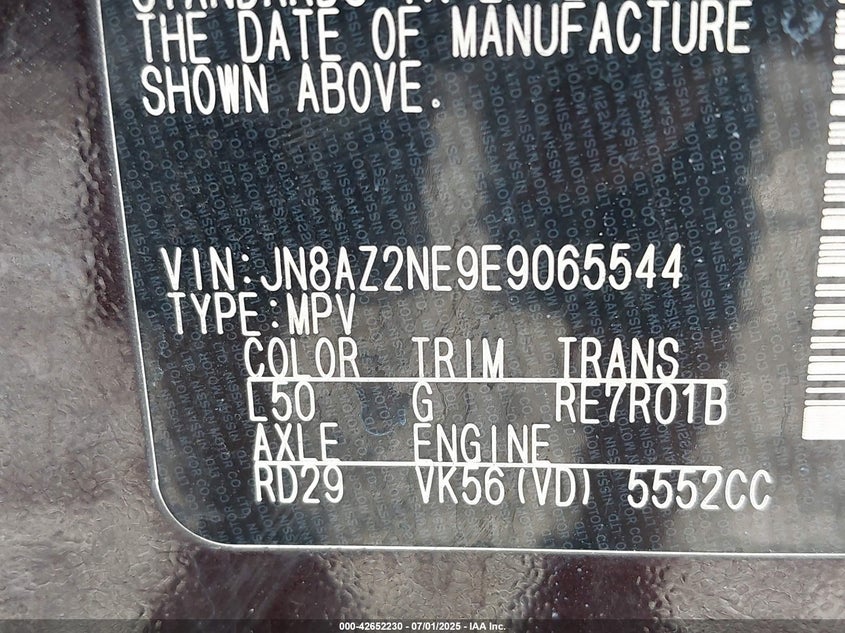 THE DATE OF MANUFACTURE
SHOWN ABOVE.
VIN:JN8AZ2NE9E9065544
TYPE:MPV
COLOR TRIM TRANS
L50 G RE7R01B
AXLE ENGINE
RD29 VK56(VD) 5552CC
000-42652230 - 07/01/2025 - IAA Inc.